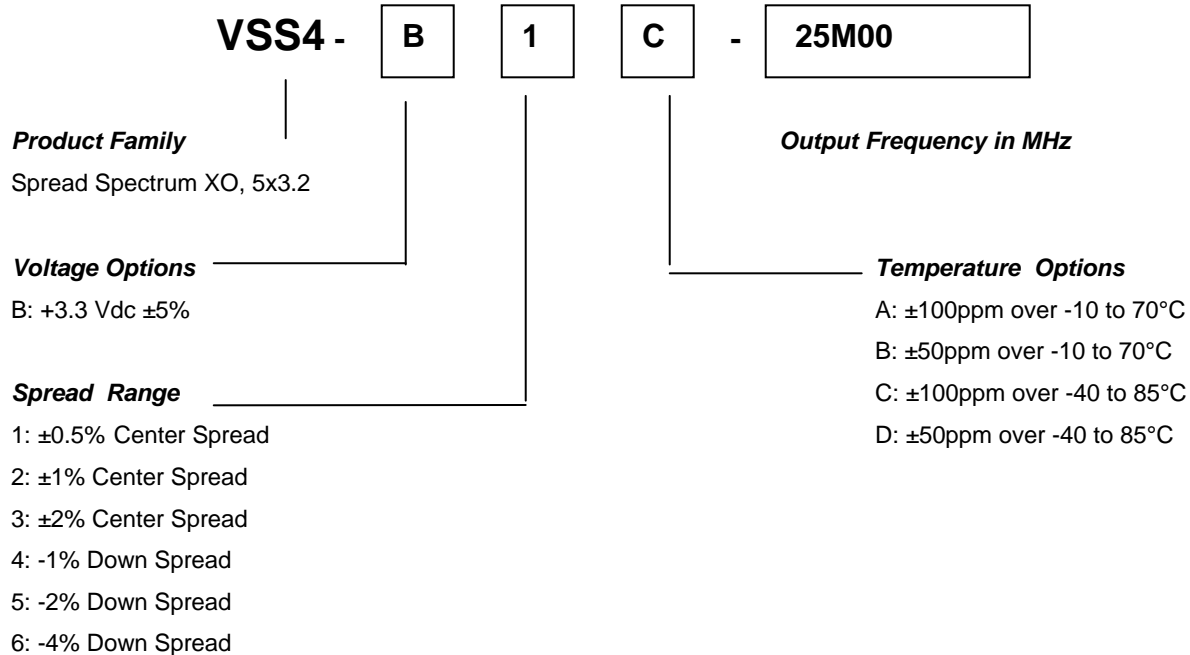 VSS4 - B 1 C - 25M00
Product Family
Output Frequency in MHz
Spread Spectrum XO, 5x3.2
Voltage Options
Temperature Options
B: +3.3 Vdc ±5%
A: ±100ppm over -10 to 70°C
B: ±50ppm over -10 to 70°C
Spread Range
C: ±100ppm over -40 to 85°C
1: ±0.5% Center Spread
D: ±50ppm over -40 to 85°C
2: ±1% Center Spread
3: ±2% Center Spread
4: -1% Down Spread
5: -2% Down Spread
6: -4% Down Spread